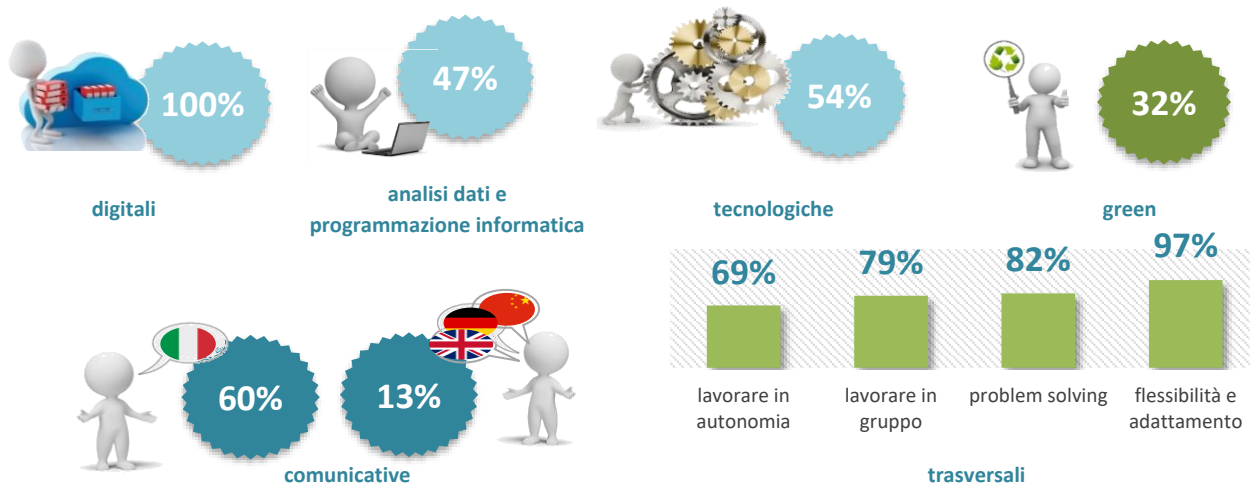 100%
digitali
47%
analisi dati e
programmazione informatica
54%
tecnologiche
32%
green
60%
13%
comunicative
69%
79%
82%
97%
lavorare in
autonomia
lavorare in
gruppo
problem solving
flessibilità e
adattamento
trasversali